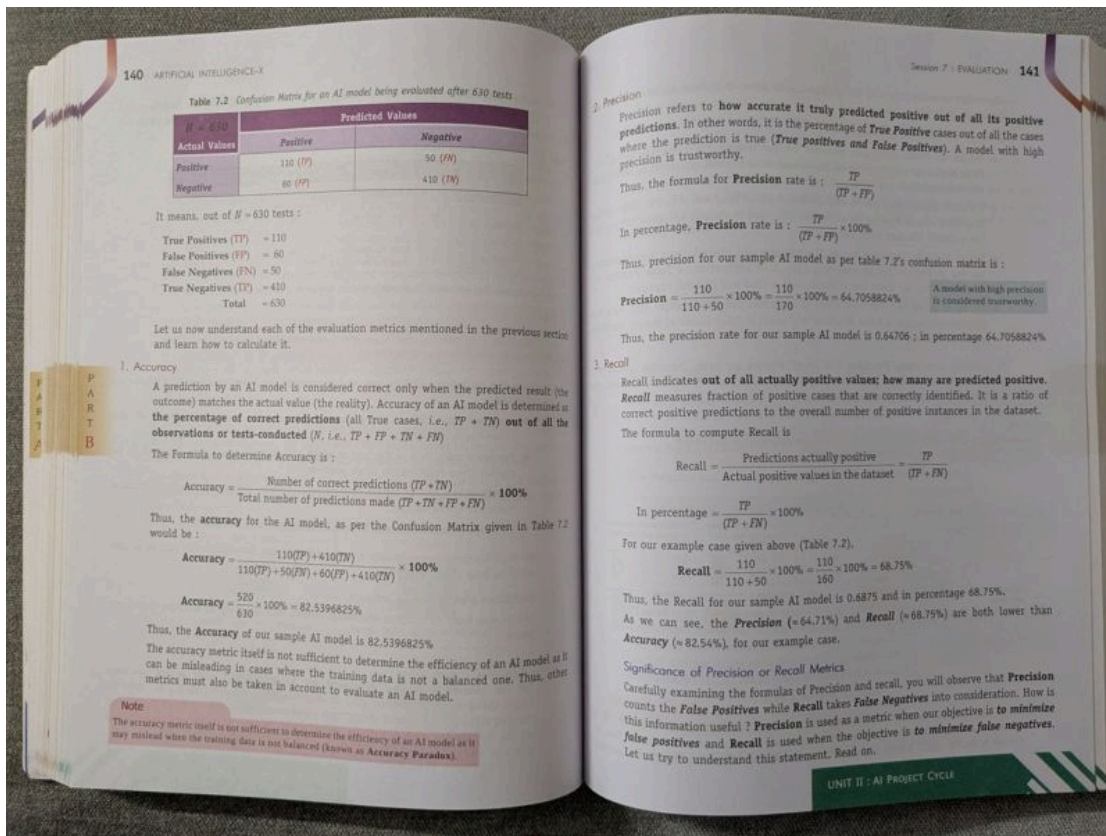 140 ARTIFICIAL INTELLIGENCE-X
Table 7.2 Confusion Matrix for an AI model being evaluated after 630 tests
N = 630 Predicted Values
Actual Values Positive Negative
Positive 110 (TP) 50 (FN)
Negative 60 (FP) 410 (TN)
It means, out of N = 630 tests :
True Positives (TP) = 110
False Positives (FP) = 60
False Negatives (FN) = 50
True Negatives (TP) = 410
Total = 630
Let us now understand each of the evaluation metrics mentioned in the previous section
and learn how to calculate it.
1. Accuracy
A prediction by an AI model is considered correct only when the predicted result (the
outcome) matches the actual value (the reality). Accuracy of an AI model is determined as
the percentage of correct predictions (all True cases, i.e., TP + TN) out of all the
observations or tests-conducted (N, i.e., TP + FP + TN + FN)
The Formula to determine Accuracy is :
Accuracy = Number of correct predictions (TP + TN) / Total number of predictions made (TP + TN + FP + FN) × 100%
Thus, the accuracy for the AI model, as per the Confusion Matrix given in Table 7.2
would be :
Accuracy = 110(TP)+410(TN) / 110(TP)+50(FN)+60(FP)+410(TN) × 100%
Accuracy = 520 / 630 × 100% = 82.5396825%
Thus, the Accuracy of our sample AI model is 82.5396825%
The accuracy metric itself is not sufficient to determine the efficiency of an AI model as it
can be misleading in cases where the training data is not a balanced one. Thus, other
metrics must also be taken in account to evaluate an AI model.
Note
The accuracy metric itself is not sufficient to determine the efficiency of an AI model as it
may mislead when the training data is not balanced (known as Accuracy Paradox).
PART A
PART B
Session 7 : EVALUATION 141
2. Precision
Precision refers to how accurate it truly predicted positive out of all its positive
predictions. In other words, it is the percentage of True Positive cases out of all the cases
where the prediction is true (True positives and False Positives). A model with high
precision is trustworthy.
Thus, the formula for Precision rate is : TP / (TP + FP)
In percentage, Precision rate is : TP / (TP + FP) × 100%
Thus, precision for our sample AI model as per table 7.2's confusion matrix is :
Precision = 110 / 110 + 50 × 100% = 110 / 170 × 100% = 64.7058824%
A model with high precision
is considered trustworthy.
Thus, the precision rate for our sample AI model is 0.64706 ; in percentage 64.7058824%
3. Recall
Recall indicates out of all actually positive values; how many are predicted positive.
Recall measures fraction of positive cases that are correctly identified. It is a ratio of
correct positive predictions to the overall number of positive instances in the dataset.
The formula to compute Recall is
Recall = Predictions actually positive / Actual positive values in the dataset = TP / (TP + FN)
In percentage = TP / (TP + FN) × 100%
For our example case given above (Table 7.2),
Recall = 110 / 110 + 50 × 100% = 110 / 160 × 100% = 68.75%
Thus, the Recall for our sample AI model is 0.6875 and in percentage 68.75%.
As we can see, the Precision (≈ 64.71%) and Recall (≈ 68.75%) are both lower than
Accuracy (≈ 82.54%), for our example case.
Significance of Precision or Recall Metrics
Carefully examining the formulas of Precision and recall, you will observe that Precision
counts the False Positives while Recall takes False Negatives into consideration. How is
this information useful ? Precision is used as a metric when our objective is to minimize
false positives and Recall is used when the objective is to minimize false negatives.
Let us try to understand this statement. Read on.
UNIT II : AI PROJECT CYCLE